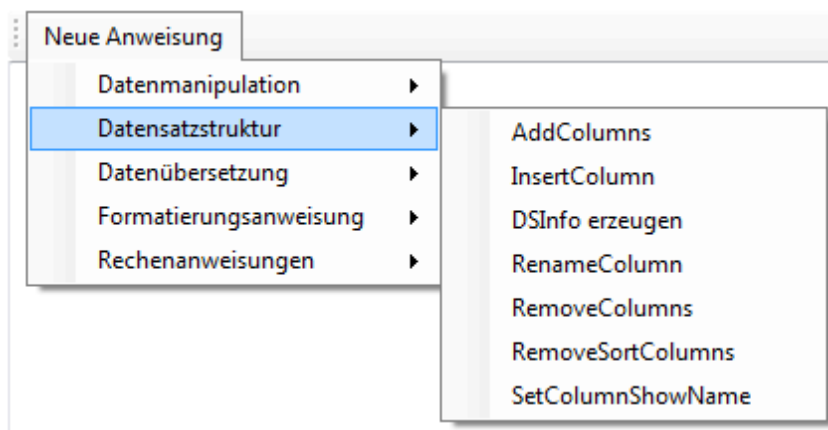 Neue Anweisung
Datenmanipulation
Datensatzstruktur
Datenübersetzung
Formatierungsanweisung
Rechenanweisungen
AddColumns
InsertColumn
DSInfo erzeugen
RenameColumn
RemoveColumns
RemoveSortColumns
SetColumnShowName